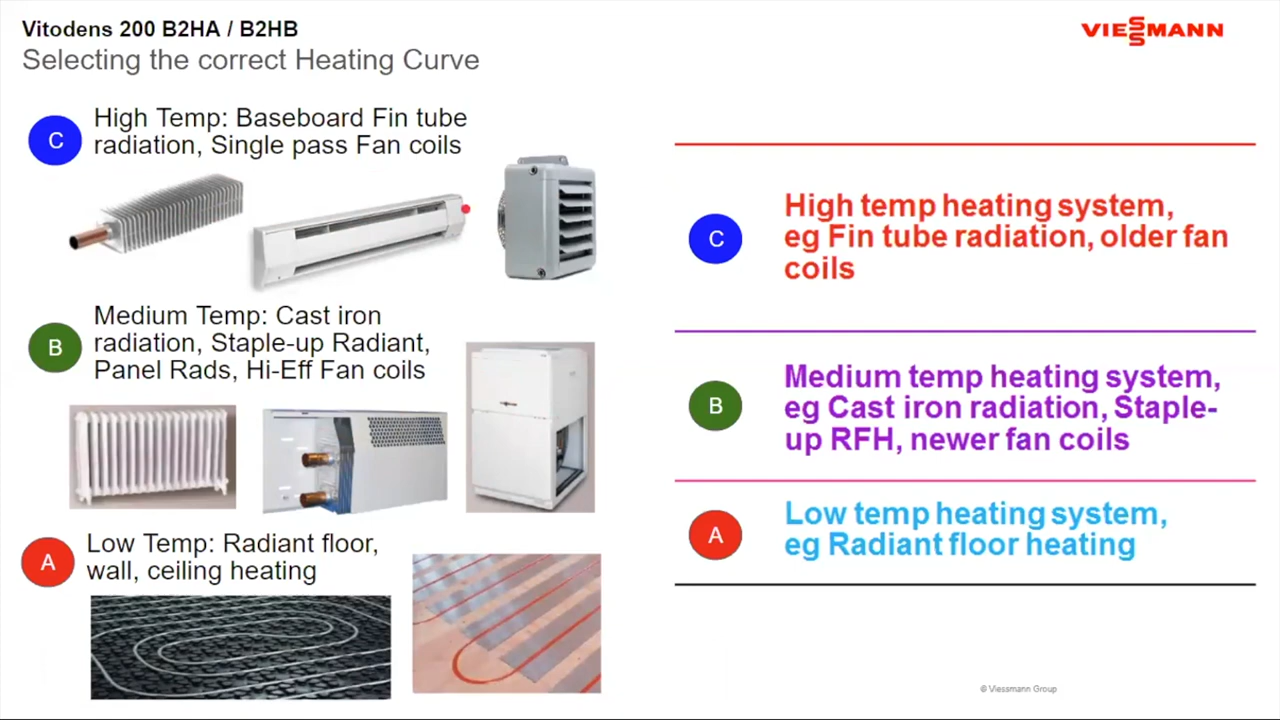 Vitodens 200 B2HA / B2HB
Selecting the correct Heating Curve
VIESSMANN
C
High Temp: Baseboard Fin tube
radiation, Single pass Fan coils
B
Medium Temp: Cast iron
radiation, Staple-up Radiant,
Panel Rads, Hi-Eff Fan coils
A
Low Temp: Radiant floor,
wall, ceiling heating
C
High temp heating system,
eg Fin tube radiation, older fan
coils
B
Medium temp heating system,
eg Cast iron radiation, Staple-
up RFH, newer fan coils
A
Low temp heating system,
eg Radiant floor heating
© Viessmann Group